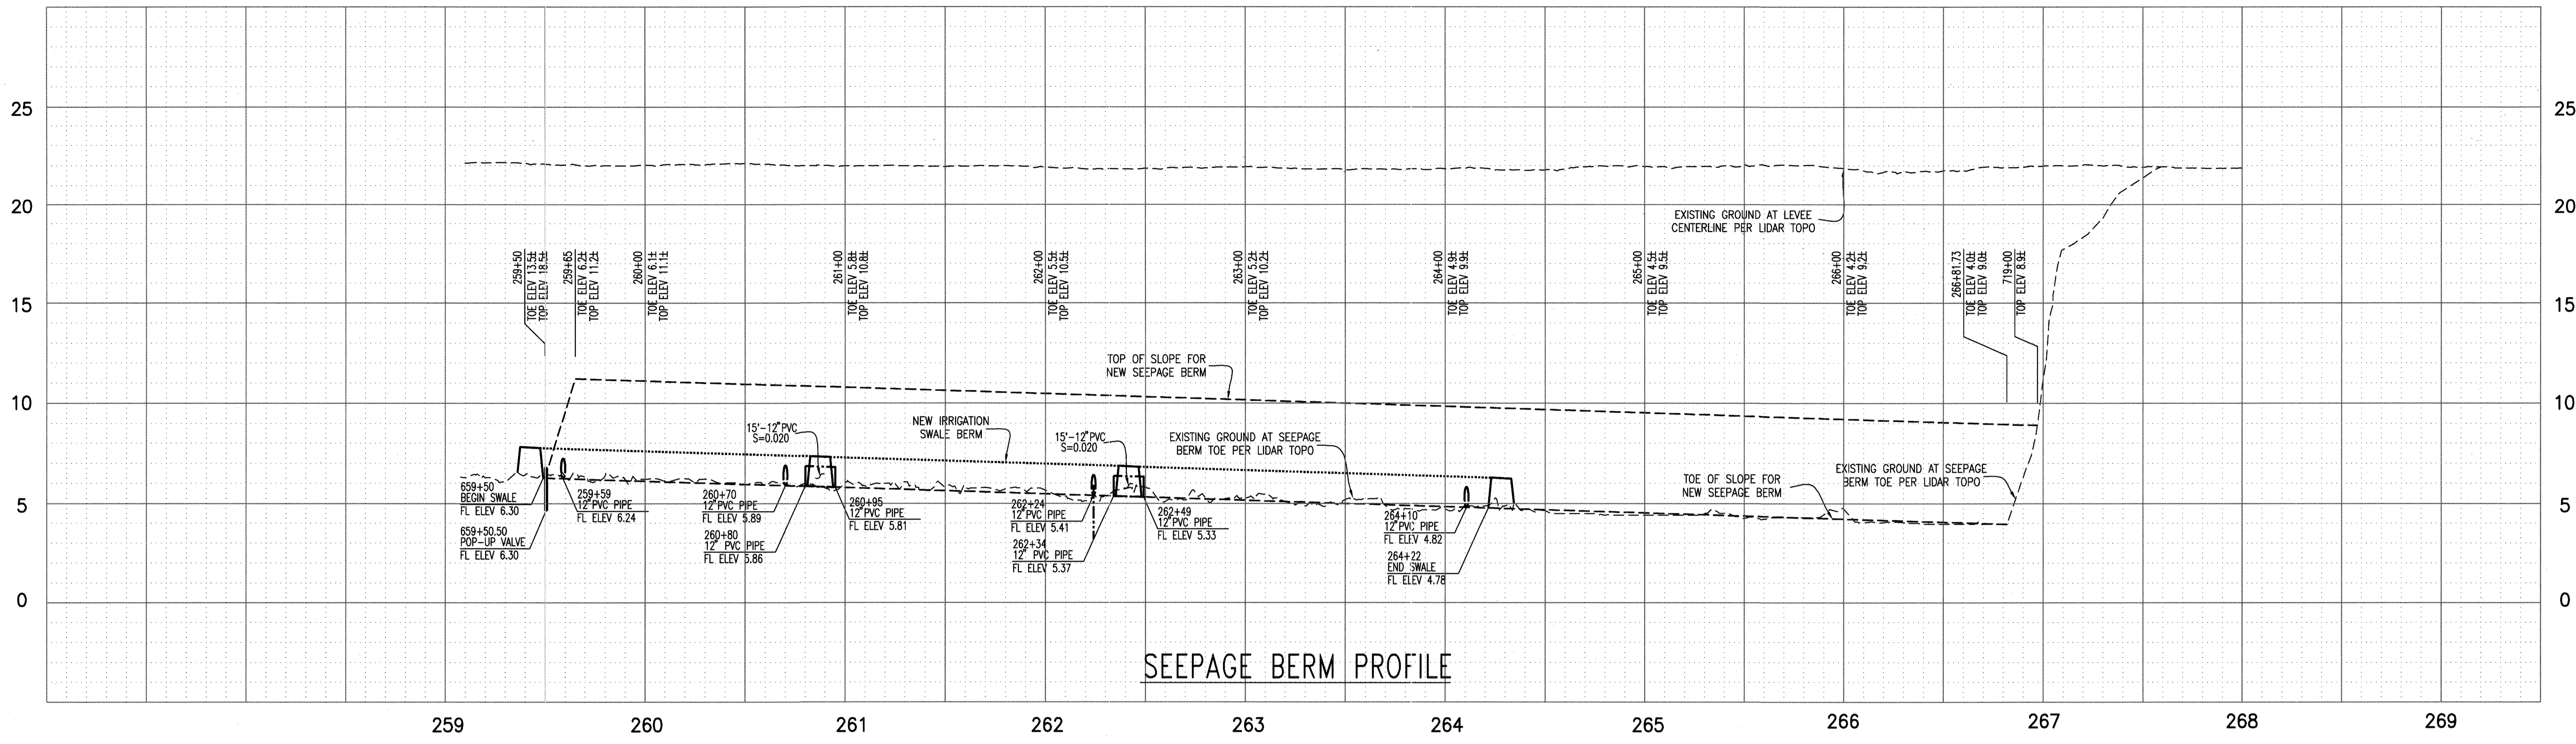 25
25
20
20
15
15
10
10
5
5
0
0
EXISTING GROUND AT LEVEE
CENTERLINE PER LIDAR TOPO
259+50
TOE ELEV 13.5±
TOP ELEV 18.5±
259+65
TOE ELEV 6.2±
TOP ELEV 11.2±
260+00
TOE ELEV 6.1±
TOP ELEV 11.1±
261+00
TOE ELEV 5.8±
TOP ELEV 10.8±
262+00
TOE ELEV 5.5±
TOP ELEV 10.5±
263+00
TOE ELEV 5.2±
TOP ELEV 10.2±
264+00
TOE ELEV 4.9±
TOP ELEV 9.9±
265+00
TOE ELEV 4.5±
TOP ELEV 9.5±
266+00
TOE ELEV 4.2±
TOP ELEV 9.2±
266+81.73
TOE ELEV 4.0±
TOP ELEV 9.0±
719+00
TOP ELEV 8.9±
TOP OF SLOPE FOR
NEW SEEPAGE BERM
15'-12"PVC
S=0.020
NEW IRRIGATION
SWALE BERM
15'-12"PVC
S=0.020
EXISTING GROUND AT SEEPAGE
BERM TOE PER LIDAR TOPO
TOE OF SLOPE FOR
NEW SEEPAGE BERM
EXISTING GROUND AT SEEPAGE
BERM TOE PER LIDAR TOPO
659+50
BEGIN SWALE
FL ELEV 6.30
659+50.50
POP-UP VALVE
FL ELEV 6.30
259+59
12"PVC PIPE
FL ELEV 6.24
260+70
12"PVC PIPE
FL ELEV 5.89
260+80
12" PVC PIPE
FL ELEV 5.86
260+95
12"PVC PIPE
FL ELEV 5.81
262+24
12"PVC PIPE
FL ELEV 5.41
262+34
12" PVC PIPE
FL ELEV 5.37
262+49
12"PVC PIPE
FL ELEV 5.33
264+10
12"PVC PIPE
FL ELEV 4.82
264+22
END SWALE
FL ELEV 4.78
SEEPAGE BERM PROFILE
259
260
261
262
263
264
265
266
267
268
269